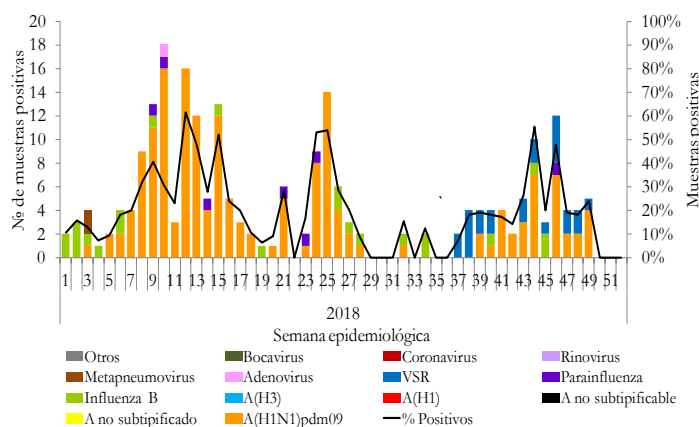 20 100%
18 90%
16 80%
14 70%
12 60%
10 50%
8 40%
6 30%
4 20%
2 10%
0 0%
№ de muestras positivas
Muestras positivas
1 3 5 7 9 11 13 15 17 19 21 23 25 27 29 31 33 35 37 39 41 43 45 47 49 51
2018
Semana epidemiológica
Otros Bocavirus Coronavirus Rinovirus
Metapneumovirus Adenovirus VSR Parainfluenza
Influenza B A(H3) A(H1) A no subtipificable
A no subtipificado A(H1N1)pdm09 % Positivos